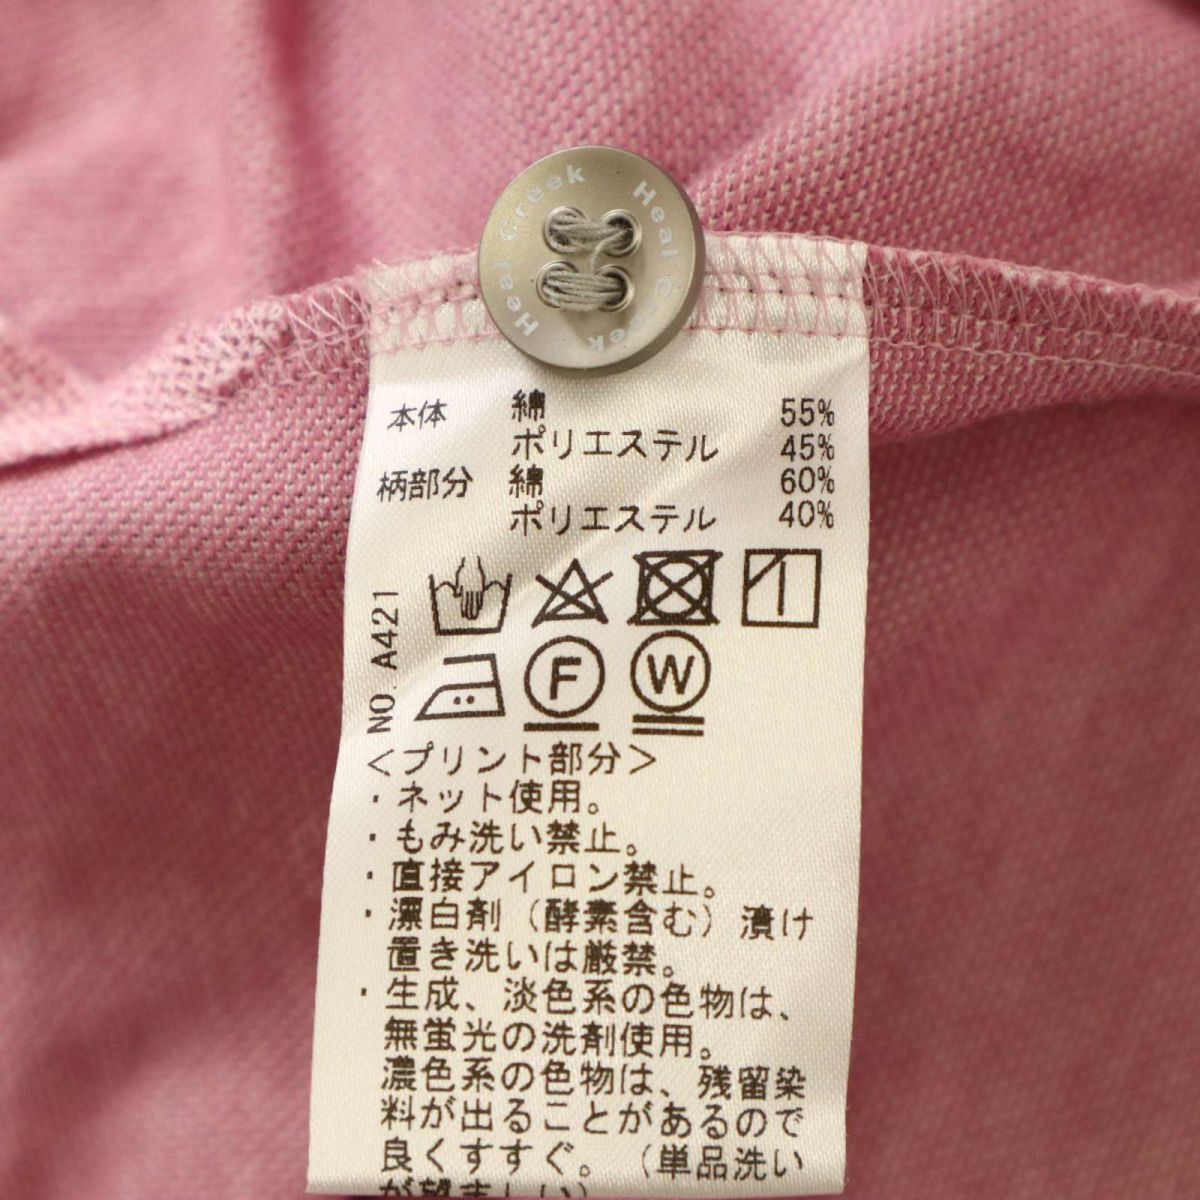 Heal Creek Heal Creek
本体 綿 55%
ポリエステル 45%
柄部分 綿 60%
ポリエステル 40%
NO. A421
F W
<プリント部分>
・ネット使用。
・もみ洗い禁止。
・直接アイロン禁止。
・漂白剤（酵素含む）漬け
置き洗いは厳禁。
・生成、淡色系の色物は、
無蛍光の洗剤使用。
濃色系の色物は、残留染
料が出ることがあるので
良くすすぐ。（単品洗い
が望ましい）